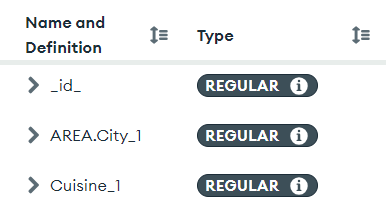 Name and
Definition
Type
_id_
REGULAR
AREA.City_1
REGULAR
Cuisine_1
REGULAR